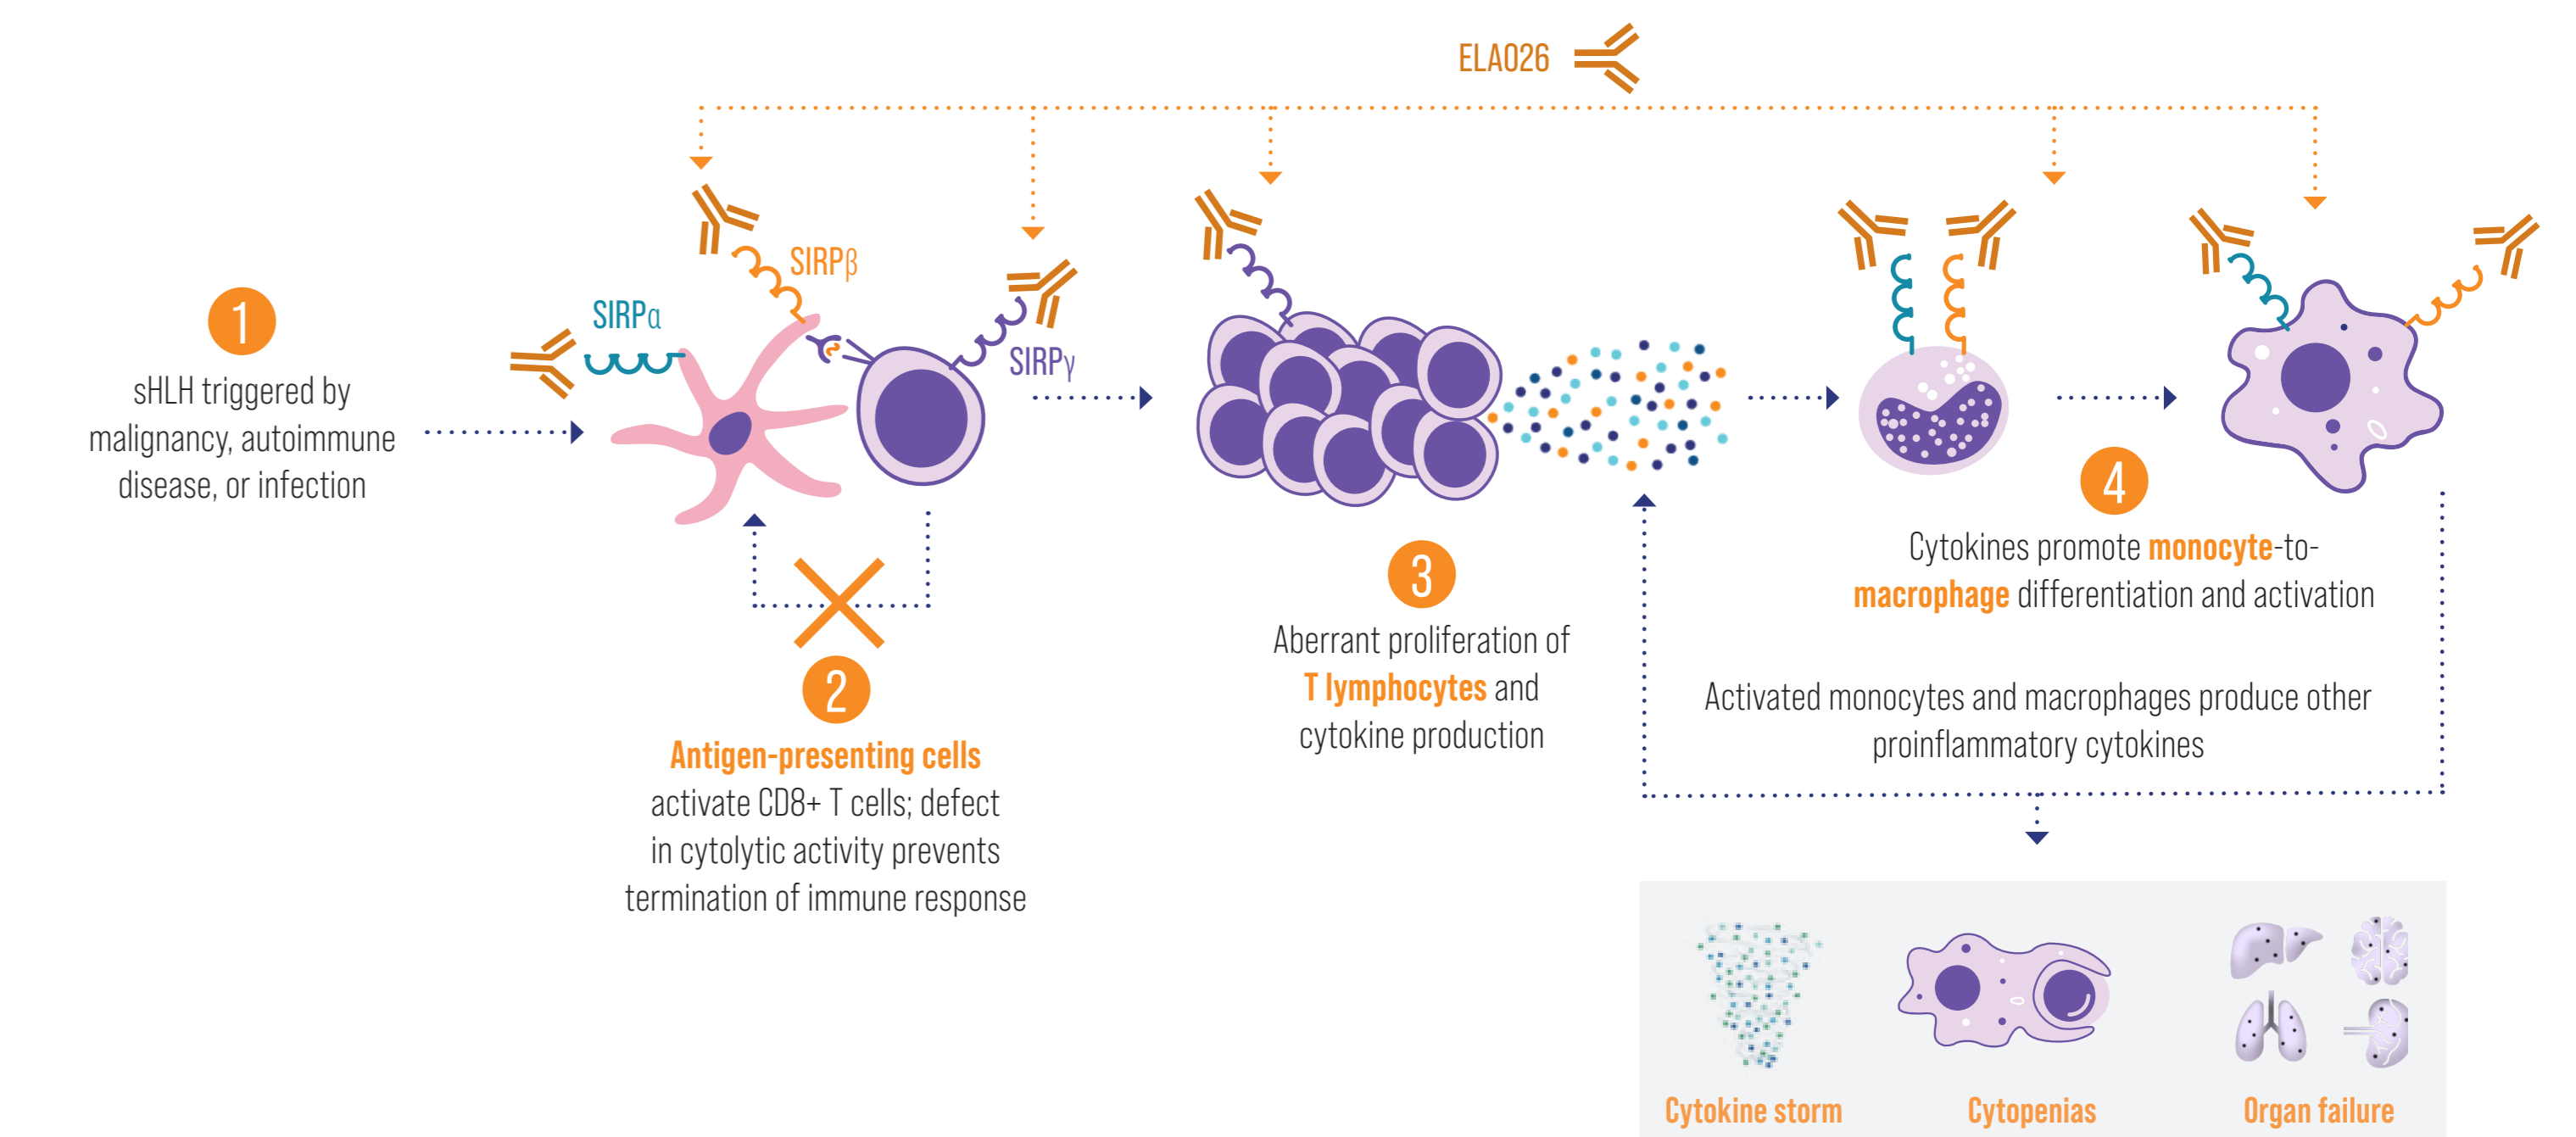 ELA026
SIRPβ
SIRPα
SIRPγ
1
sHLH triggered by
malignancy, autoimmune
disease, or infection
2
Antigen-presenting cells
activate CD8+ T cells; defect
in cytolytic activity prevents
termination of immune response
3
Aberrant proliferation of
T lymphocytes and
cytokine production
4
Cytokines promote monocyte-to-
macrophage differentiation and activation
Activated monocytes and macrophages produce other
proinflammatory cytokines
Cytokine storm
Cytopenias
Organ failure